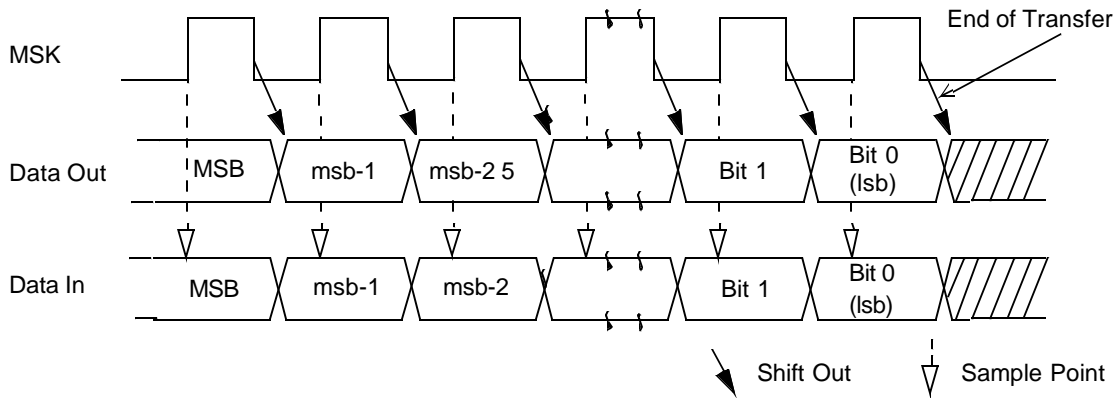 End of Transfer
MSK
Data Out
MSB
msb-1
msb-2 5
Bit 1
Bit 0
(lsb)
Data In
MSB
msb-1
msb-2
Bit 1
Bit 0
(lsb)
Shift Out
Sample Point